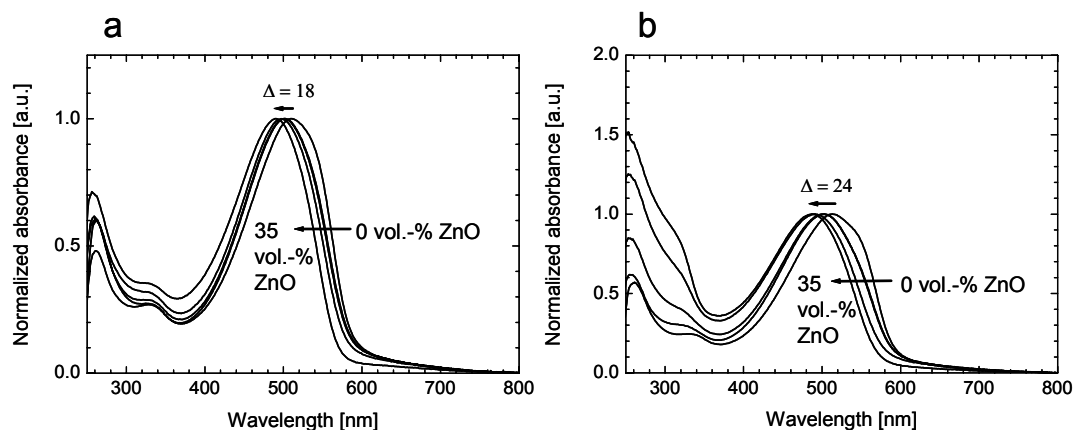 a
Normalized absorbance [a.u.]
1.0
0.5
0.0
Δ = 18
35
vol.-%
ZnO
0 vol.-% ZnO
300 400 500 600 700 800
Wavelength [nm]
b
Normalized absorbance [a.u.]
2.0
1.5
1.0
0.5
0.0
Δ = 24
35
vol.-%
ZnO
0 vol.-% ZnO
300 400 500 600 700 800
Wavelength [nm]